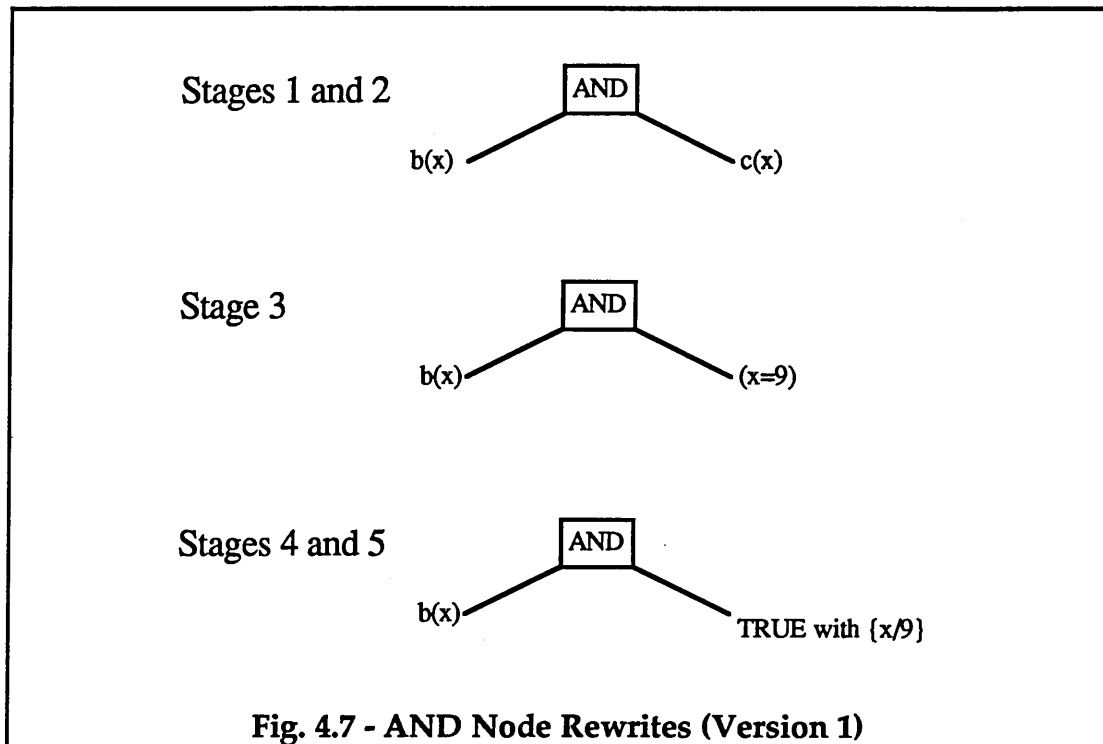 Stages 1 and 2
AND
b(x)
c(x)
Stage 3
AND
b(x)
(x=9)
Stages 4 and 5
AND
b(x)
TRUE with {x/9}
Fig. 4.7 - AND Node Rewrites (Version 1)